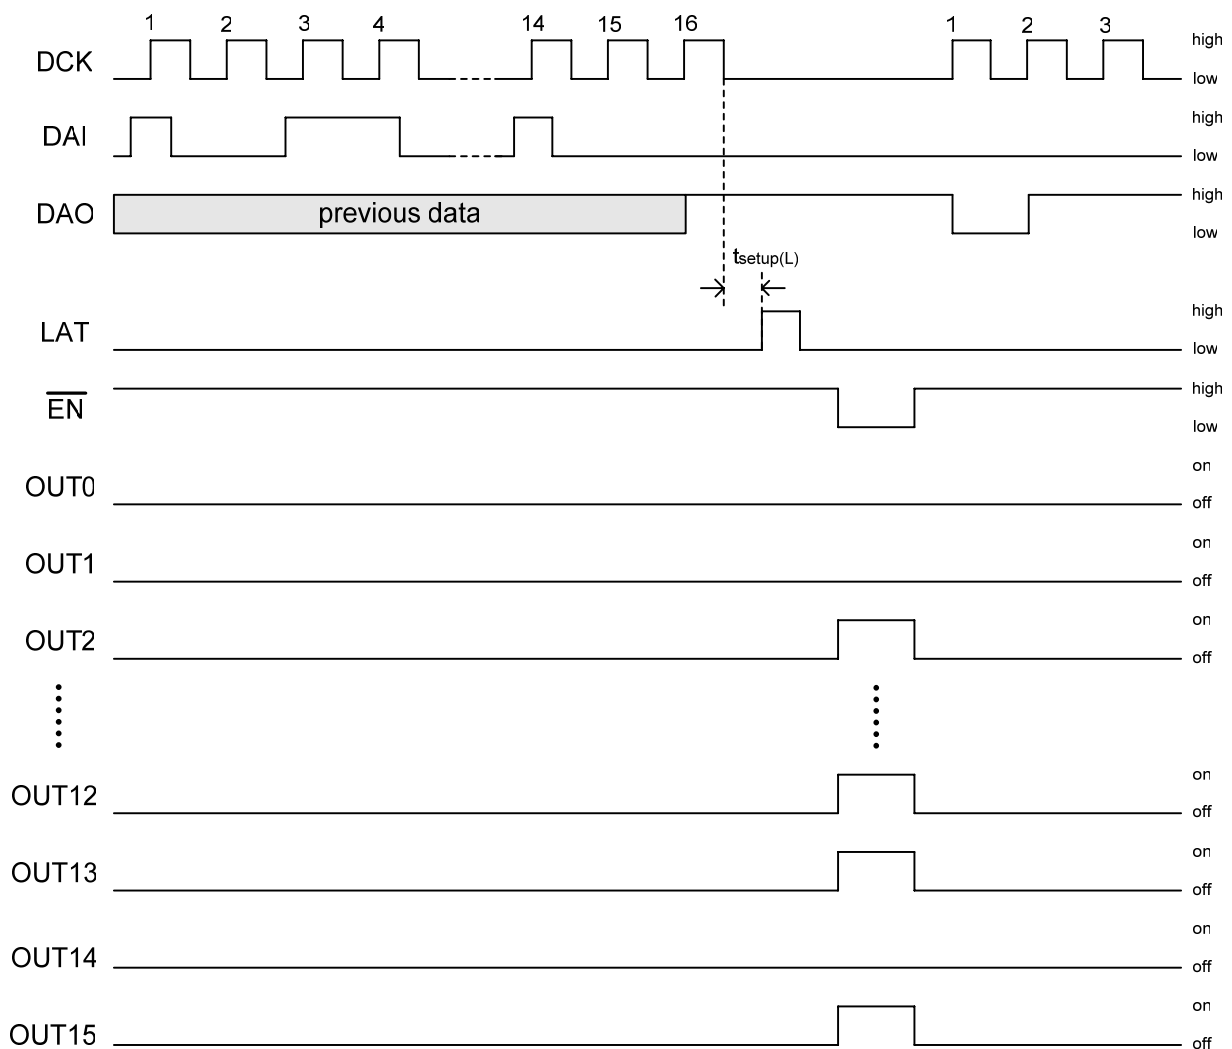 1 2 3 4 14 15 16 1 2 3
DCK high
low
DAI high
low
DAO previous data high
low
tsetup(L)
LAT high
low
EN high
low
OUT0 on
off
OUT1 on
off
OUT2 on
off
OUT12 on
off
OUT13 on
off
OUT14 on
off
OUT15 on
off